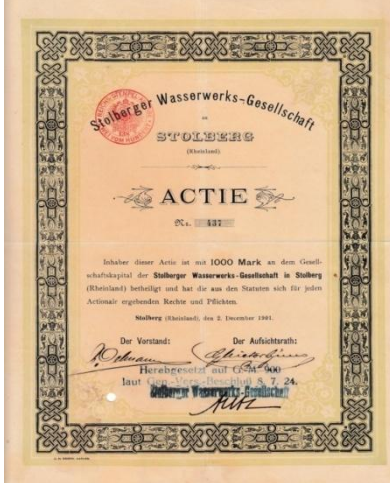 Stolberger Wasserwerks-Gesellschaft
zu
STOLBERG
(Rheinland)
ACTIE
No. 437
Inhaber dieser Actie ist mit 1000 Mark an dem Gesell-
schaftskapital der Stolberger Wasserwerks-Gesellschaft in Stolberg
(Rheinland) betheiligt und hat die aus den Statuten sich für jeden
Actionair ergebenden Rechte und Pflichten.
Stolberg (Rheinland), den 2. December 1901.
Der Vorstand: Der Aufsichtsrath:
Herabgesetzt auf G.-M. 900
laut Gen.-Vers.-Beschluß 8. 7. 24.
Stolberger Wasserwerks-Gesellschaft